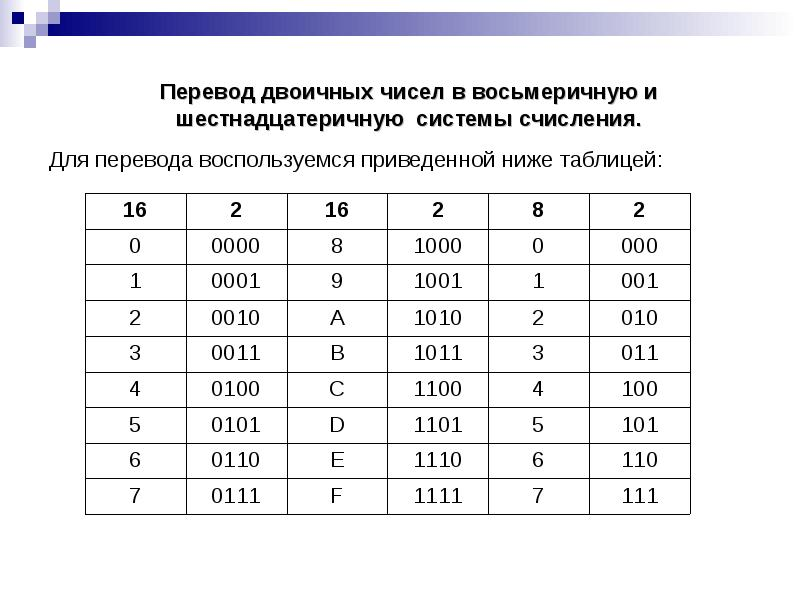 Перевод двоичных чисел в восьмеричную и
шестнадцатеричную системы счисления.
Для перевода воспользуемся приведенной ниже таблицей:
16 2 16 2 8 2
0 0000 8 1000 0 000
1 0001 9 1001 1 001
2 0010 A 1010 2 010
3 0011 B 1011 3 011
4 0100 C 1100 4 100
5 0101 D 1101 5 101
6 0110 E 1110 6 110
7 0111 F 1111 7 111